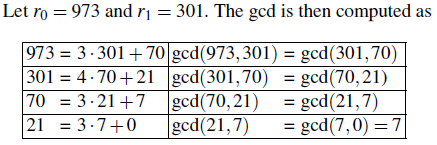 Let r₀ = 973 and r₁ = 301. The gcd is then computed as
973 = 3·301+70 gcd(973,301) = gcd(301,70)
301 = 4·70+21 gcd(301,70) = gcd(70,21)
70 = 3·21+7 gcd(70,21) = gcd(21,7)
21 = 3·7+0 gcd(21,7) = gcd(7,0) = 7